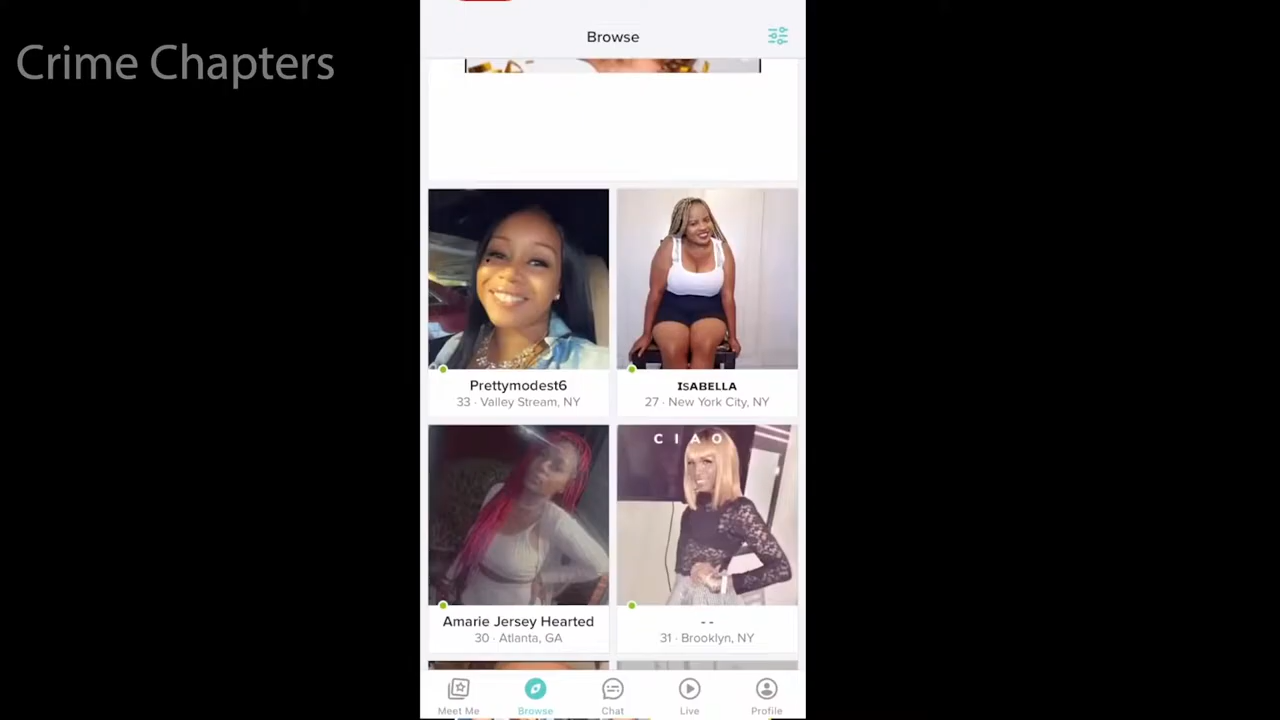 Crime Chapters
Browse
Prettymodest6
33 · Valley Stream, NY
ISABELLA
27 · New York City, NY
CIAO
Amarie Jersey Hearted
30 · Atlanta, GA
- -
31 · Brooklyn, NY
Meet Me
Browse
Chat
Live
Profile